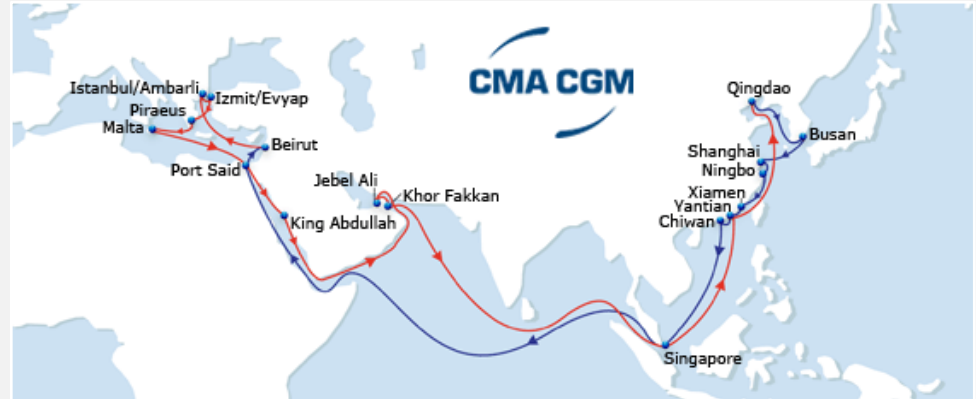 CMA CGM
Istanbul/Ambarli
Izmit/Evyap
Piraeus
Malta
Beirut
Port Said
Jebel Ali
Khor Fakkan
King Abdullah
Qingdao
Busan
Shanghai
Ningbo
Xiamen
Yantian
Chiwan
Singapore